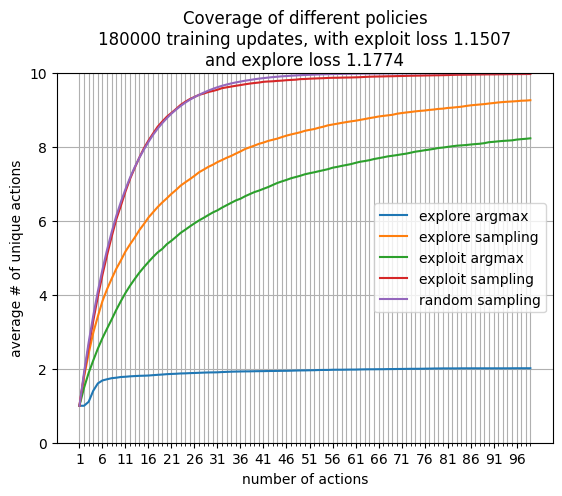 Coverage of different policies
180000 training updates, with exploit loss 1.1507
and explore loss 1.1774
10
8
6
4
2
0
average # of unique actions
explore argmax
explore sampling
exploit argmax
exploit sampling
random sampling
1 6 11 16 21 26 31 36 41 46 51 56 61 66 71 76 81 86 91 96
number of actions